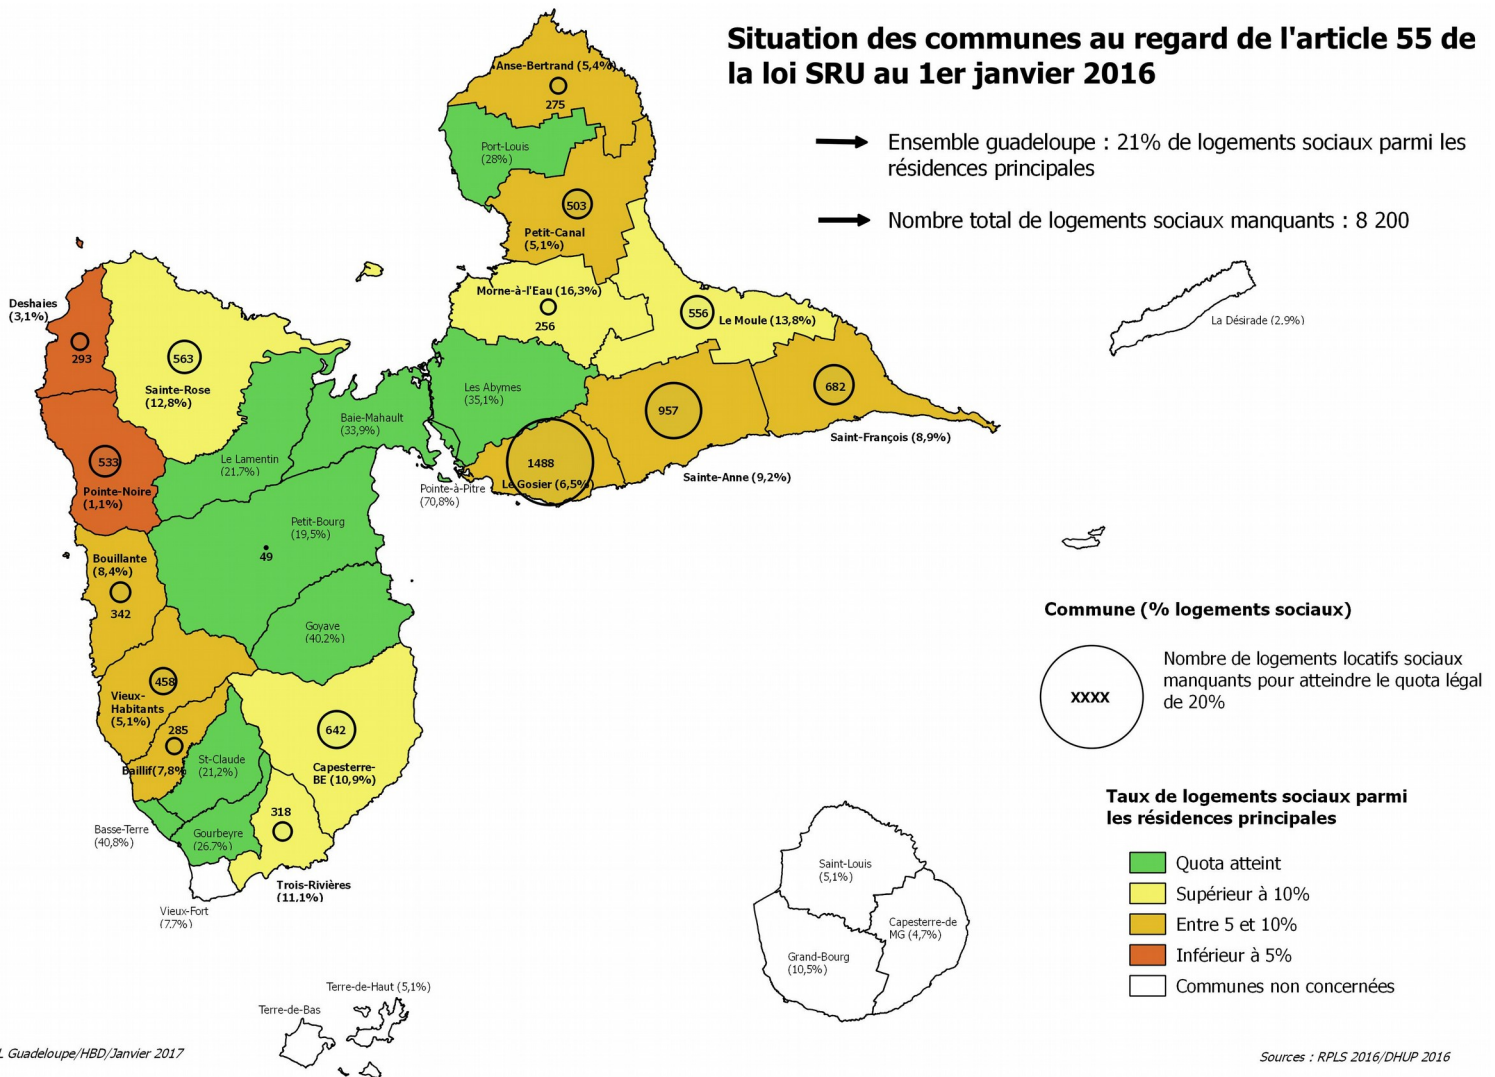 Situation des communes au regard de l'article 55 de
la loi SRU au 1er janvier 2016
Ensemble guadeloupe : 21% de logements sociaux parmi les
résidences principales
Nombre total de logements sociaux manquants : 8 200
Anse-Bertrand (5,4%)
275
Port-Louis
(28%)
503
Petit-Canal
(5,1%)
Morne-à-l'Eau (16,3%)
256
556
Le Moule (13,8%)
La Désirade (2,9%)
Deshaies
(3,1%)
293
563
Sainte-Rose
(12,8%)
Les Abymes
(35,1%)
957
682
Baie-Mahault
(33,9%)
Saint-François (8,9%)
Le Lamentin
(21,7%)
533
Pointe-Noire
(1,1%)
1488
Le Gosier (6,5%)
Sainte-Anne (9,2%)
Pointe-à-Pitre
(70,8%)
Petit-Bourg
(19,5%)
49
Bouillante
(8,4%)
342
Goyave
(40,2%)
458
Vieux-
Habitants
(5,1%)
285
Baillif(7,8%
642
Capesterre-
BE (10,9%)
St-Claude
(21,2%)
318
Basse-Terre
(40,8%)
Gourbeyre
(26,7%)
Trois-Rivières
(11,1%)
Vieux-Fort
(7,7%)
Saint-Louis
(5,1%)
Capesterre-de
MG (4,7%)
Grand-Bourg
(10,5%)
Terre-de-Haut (5,1%)
Terre-de-Bas
Commune (% logements sociaux)
XXXX
Nombre de logements locatifs sociaux
manquants pour atteindre le quota légal
de 20%
Taux de logements sociaux parmi
les résidences principales
Quota atteint
Supérieur à 10%
Entre 5 et 10%
Inférieur à 5%
Communes non concernées
L Guadeloupe/HBD/Janvier 2017
Sources : RPLS 2016/DHUP 2016